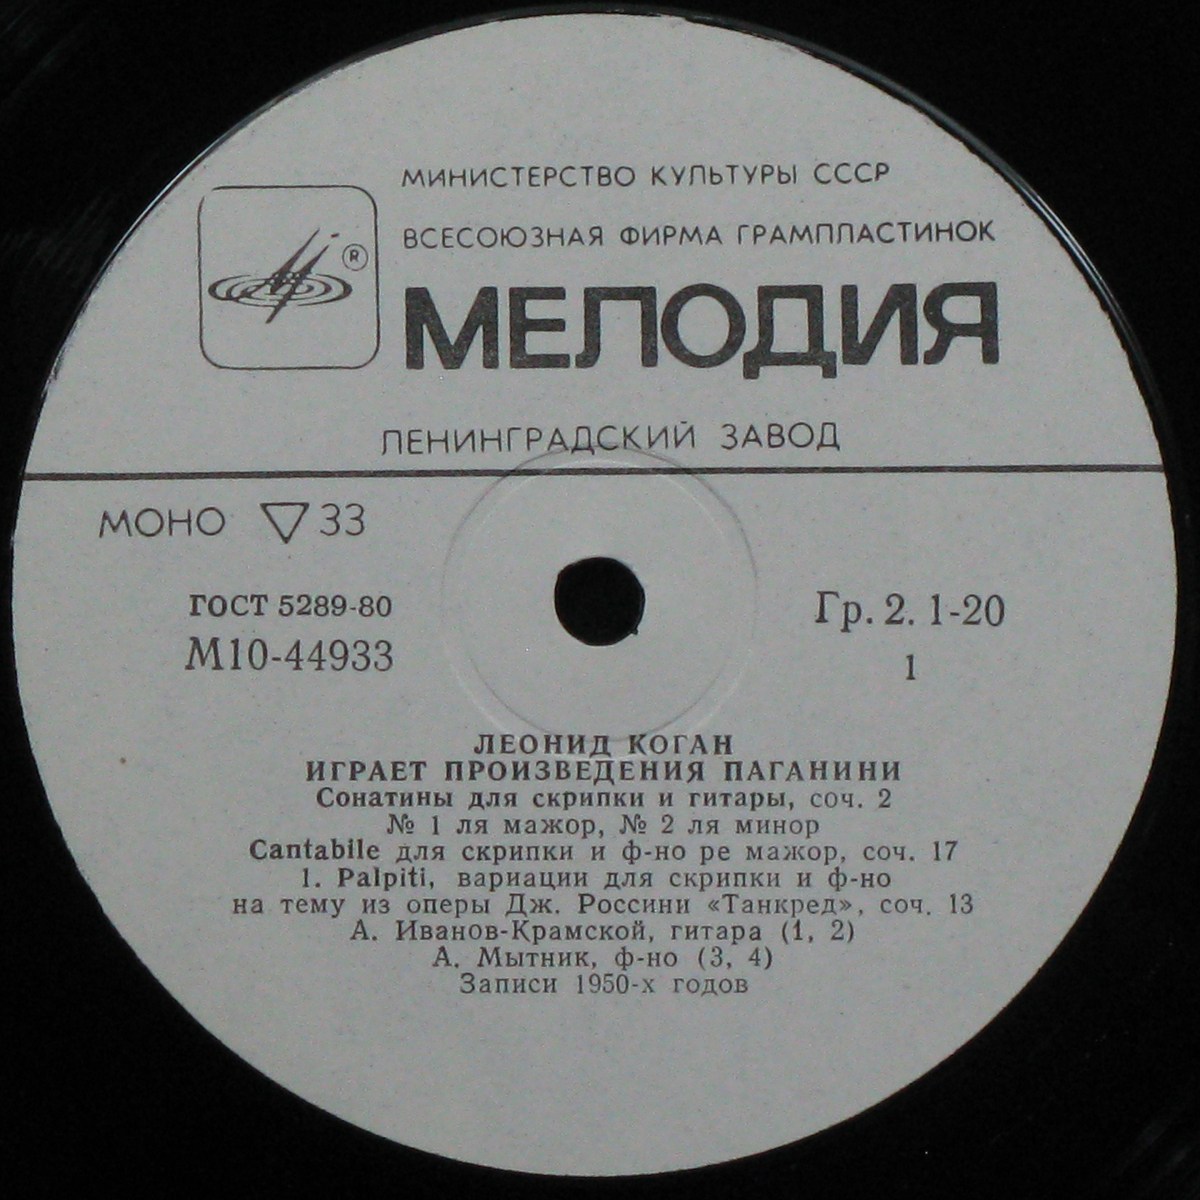 МИНИСТЕРСТВО КУЛЬТУРЫ СССР
ВСЕСОЮЗНАЯ ФИРМА ГРАМПЛАСТИНОК
®
МЕЛОДИЯ
ЛЕНИНГРАДСКИЙ ЗАВОД
МОНО ▽ 33
ГОСТ 5289-80
М10-44933
Гр. 2. 1-20
1
ЛЕОНИД КОГАН
ИГРАЕТ ПРОИЗВЕДЕНИЯ ПАГАНИНИ
Сонатины для скрипки и гитары, соч. 2
№ 1 ля мажор, № 2 ля минор
Cantabile для скрипки и ф-но ре мажор, соч. 17
1. Palpiti, вариации для скрипки и ф-но
на тему из оперы Дж. Россини «Танкред», соч. 13
А. Иванов-Крамской, гитара (1, 2)
А. Мытник, ф-но (3, 4)
Записи 1950-х годов